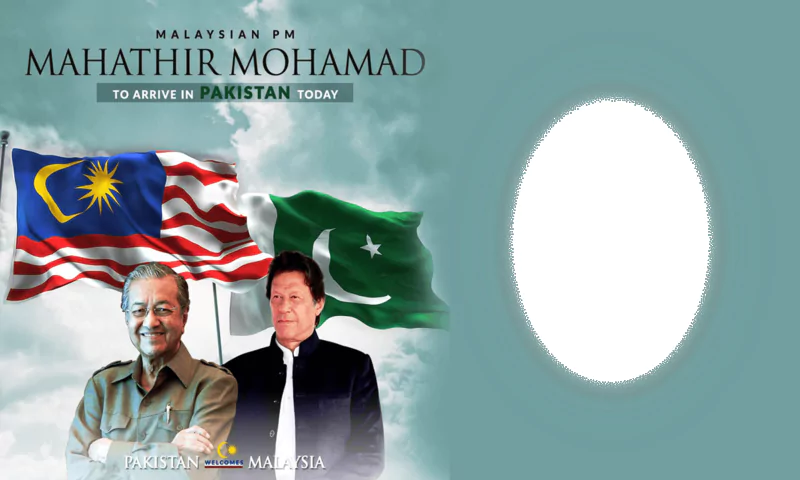 MALAYSIAN PM
MAHATHIR MOHAMAD
TO ARRIVE IN PAKISTAN TODAY
PAKISTAN WELCOMES MALAYSIA